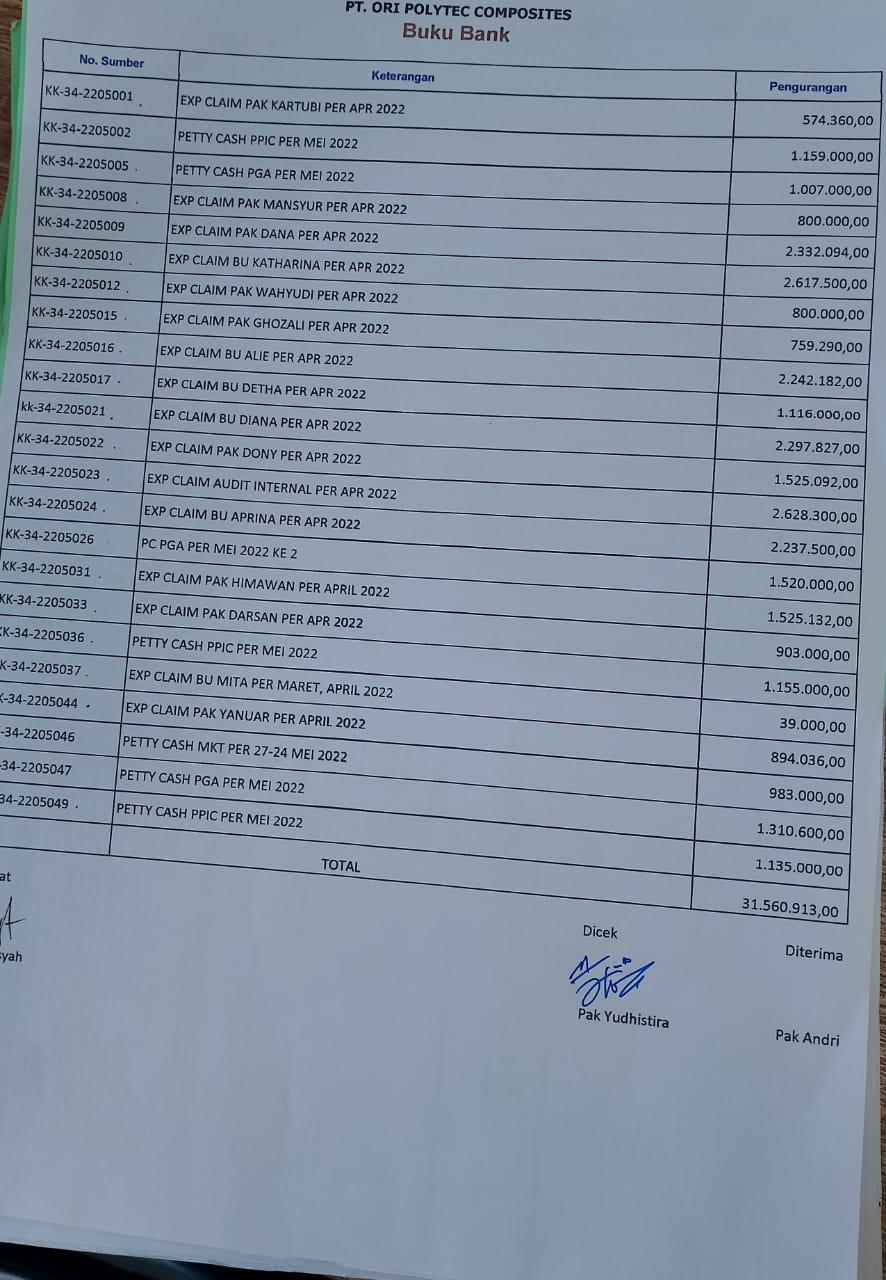 PT. ORI POLYTEC COMPOSITES
Buku Bank
No. Sumber Keterangan Pengurangan
KK-34-2205001 EXP CLAIM PAK KARTUBI PER APR 2022 574.360,00
KK-34-2205002 PETTY CASH PPIC PER MEI 2022 1.159.000,00
KK-34-2205005 PETTY CASH PGA PER MEI 2022 1.007.000,00
KK-34-2205008 EXP CLAIM PAK MANSYUR PER APR 2022 800.000,00
KK-34-2205009 EXP CLAIM PAK DANA PER APR 2022 2.332.094,00
KK-34-2205010 EXP CLAIM BU KATHARINA PER APR 2022 2.617.500,00
KK-34-2205012 EXP CLAIM PAK WAHYUDI PER APR 2022 800.000,00
KK-34-2205015 EXP CLAIM PAK GHOZALI PER APR 2022 759.290,00
KK-34-2205016 EXP CLAIM BU ALIE PER APR 2022 2.242.182,00
KK-34-2205017 EXP CLAIM BU DETHA PER APR 2022 1.116.000,00
kk-34-2205021 EXP CLAIM BU DIANA PER APR 2022 2.297.827,00
KK-34-2205022 EXP CLAIM PAK DONY PER APR 2022 1.525.092,00
KK-34-2205023 EXP CLAIM AUDIT INTERNAL PER APR 2022 2.628.300,00
KK-34-2205024 EXP CLAIM BU APRINA PER APR 2022 2.237.500,00
KK-34-2205026 PC PGA PER MEI 2022 KE 2 1.520.000,00
KK-34-2205031 EXP CLAIM PAK HIMAWAN PER APRIL 2022 1.525.132,00
KK-34-2205033 EXP CLAIM PAK DARSAN PER APR 2022 903.000,00
KK-34-2205036 PETTY CASH PPIC PER MEI 2022 1.155.000,00
K-34-2205037 EXP CLAIM BU MITA PER MARET, APRIL 2022 39.000,00
-34-2205044 EXP CLAIM PAK YANUAR PER APRIL 2022 894.036,00
-34-2205046 PETTY CASH MKT PER 27-24 MEI 2022 983.000,00
34-2205047 PETTY CASH PGA PER MEI 2022 1.310.600,00
34-2205049 PETTY CASH PPIC PER MEI 2022 1.135.000,00
TOTAL 31.560.913,00
at Dicek Diterima
syah Pak Yudhistira Pak Andri